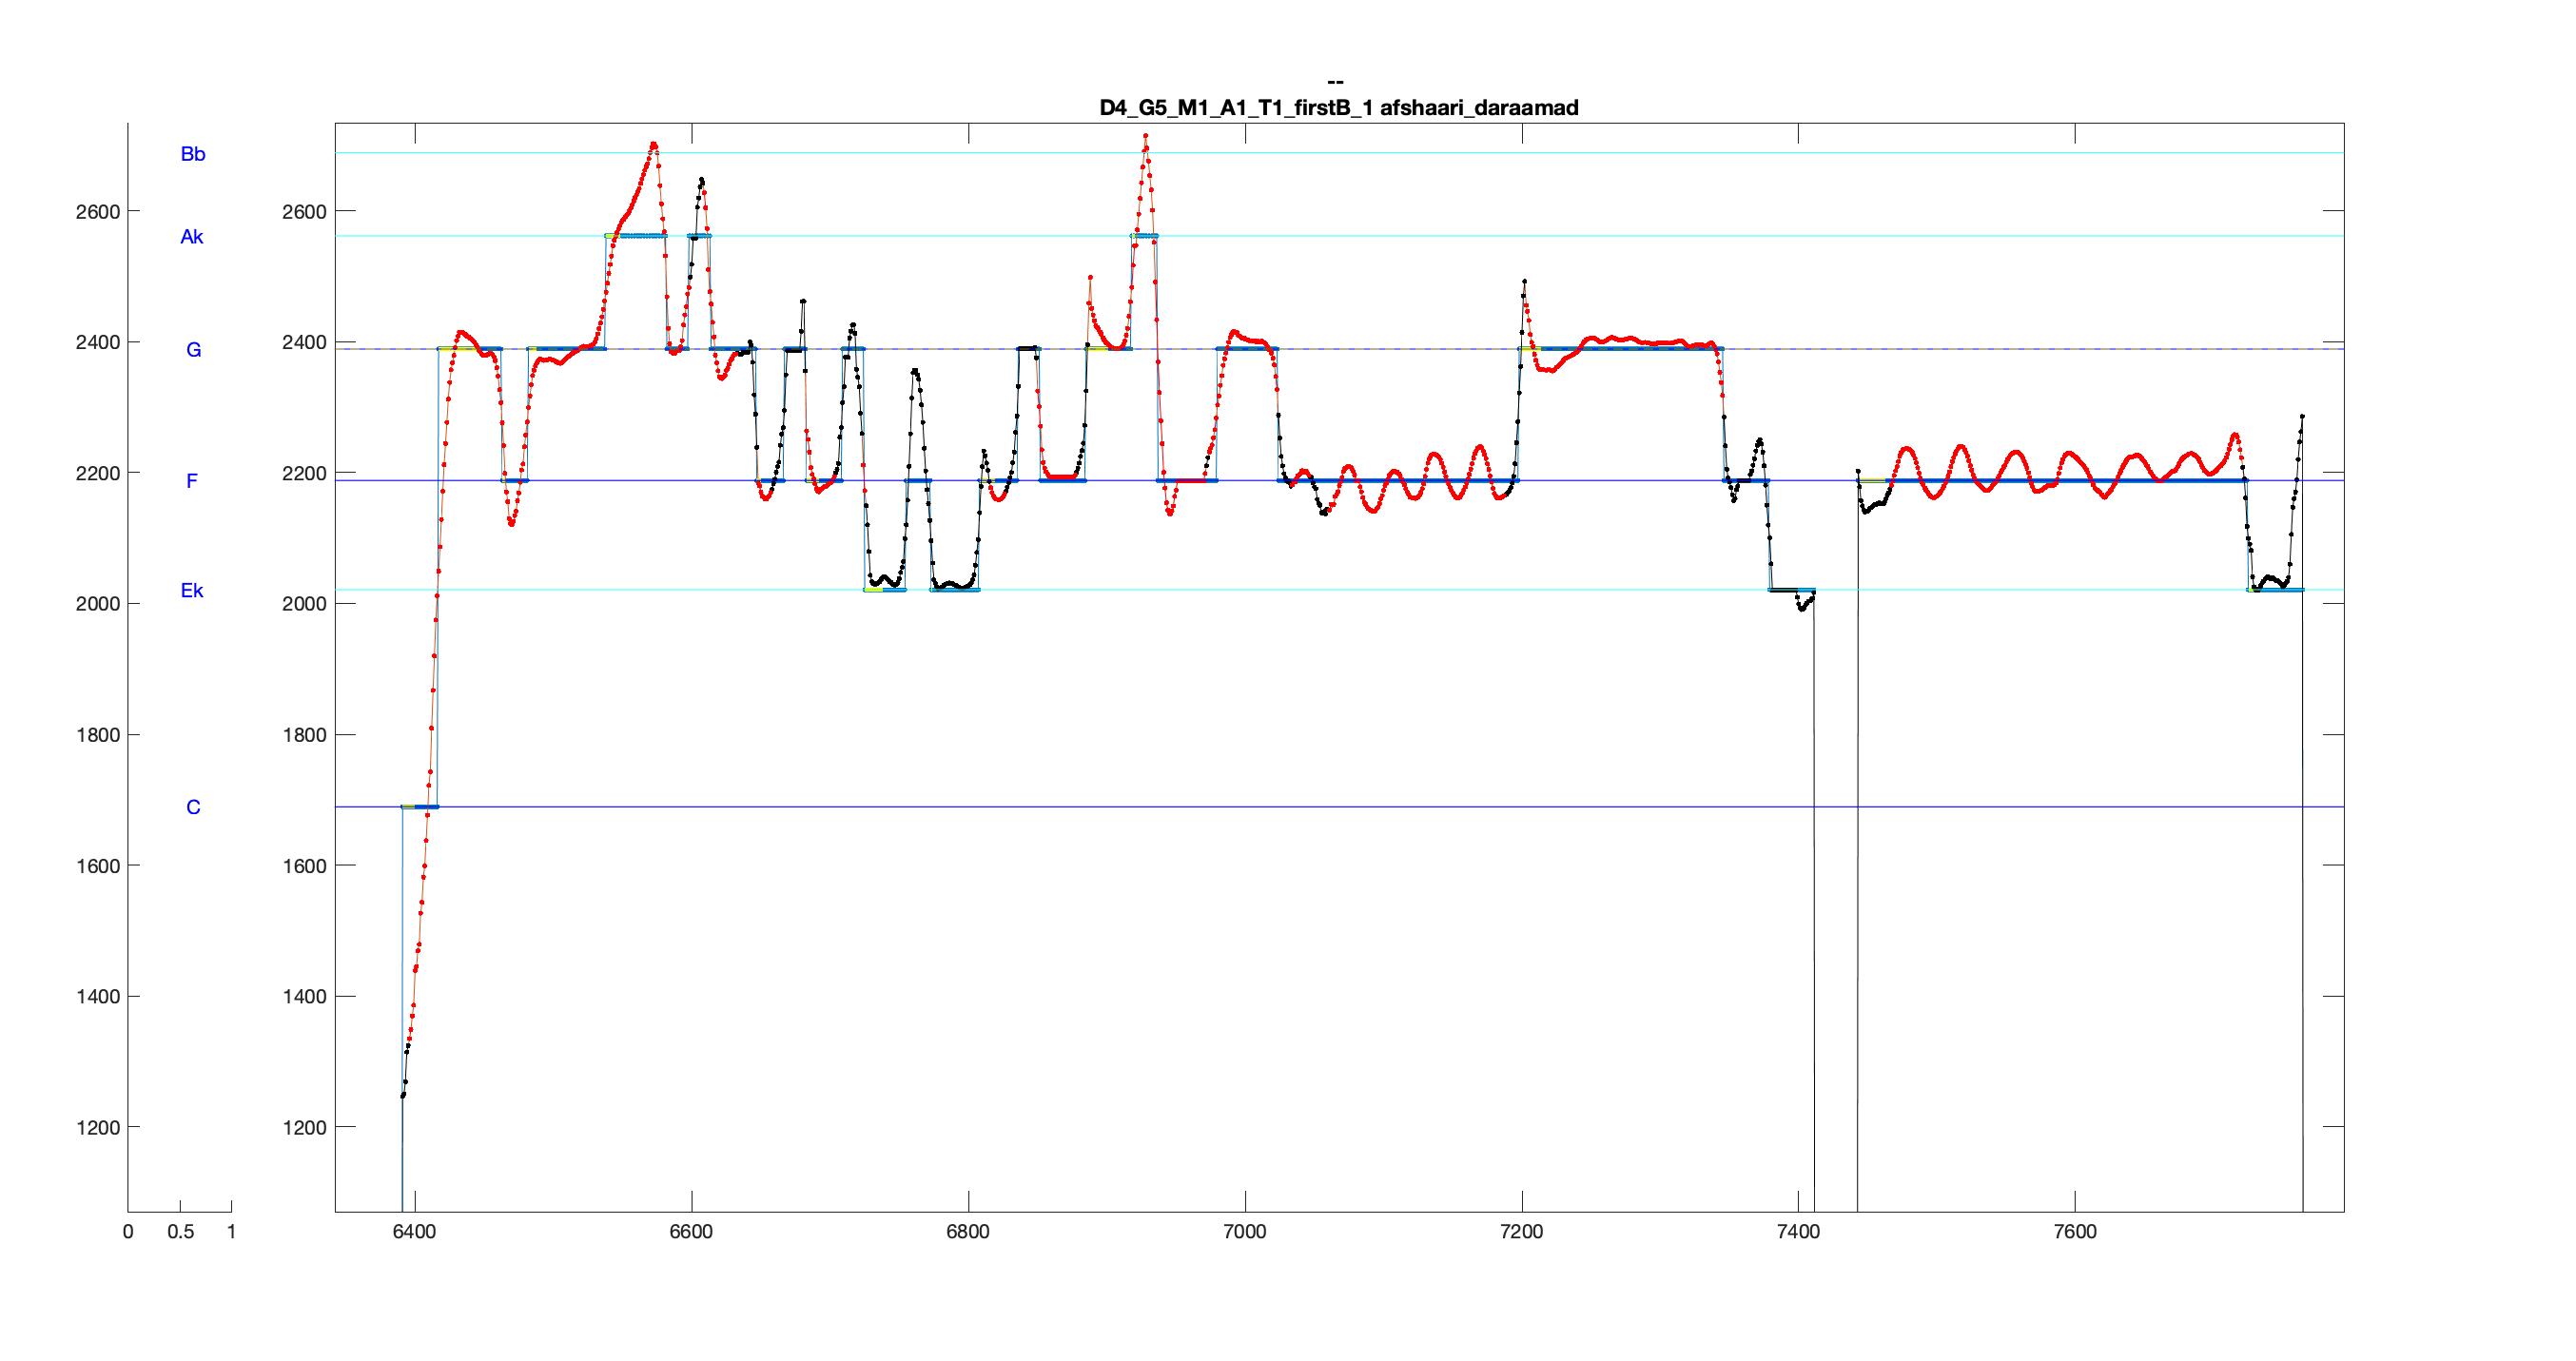 --
D4_G5_M1_A1_T1_firstB_1 afshaari_daraamad
Bb
2600 2600
Ak
2400 G 2400
2200 F 2200
2000 Ek 2000
1800 1800
C
1600 1600
1400 1400
1200 1200
0 0.5 1 6400 6600 6800 7000 7200 7400 7600